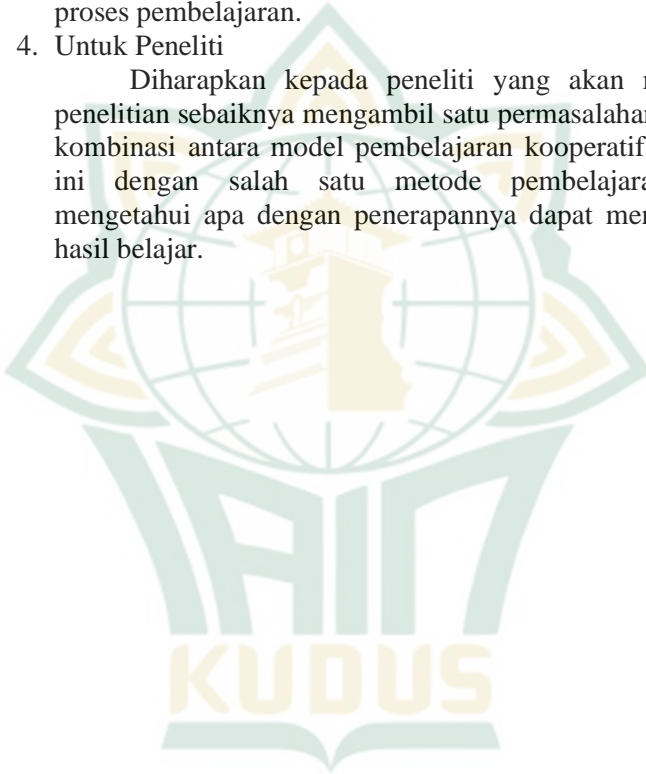 proses pembelajaran.
4. Untuk Peneliti
Diharapkan kepada peneliti yang akan
penelitian sebaiknya mengambil satu permasalahan
kombinasi antara model pembelajaran kooperatif
ini dengan salah satu metode
mengetahui apa dengan penerapannya dapat
hasil belajar.
IAIN
KUDUS